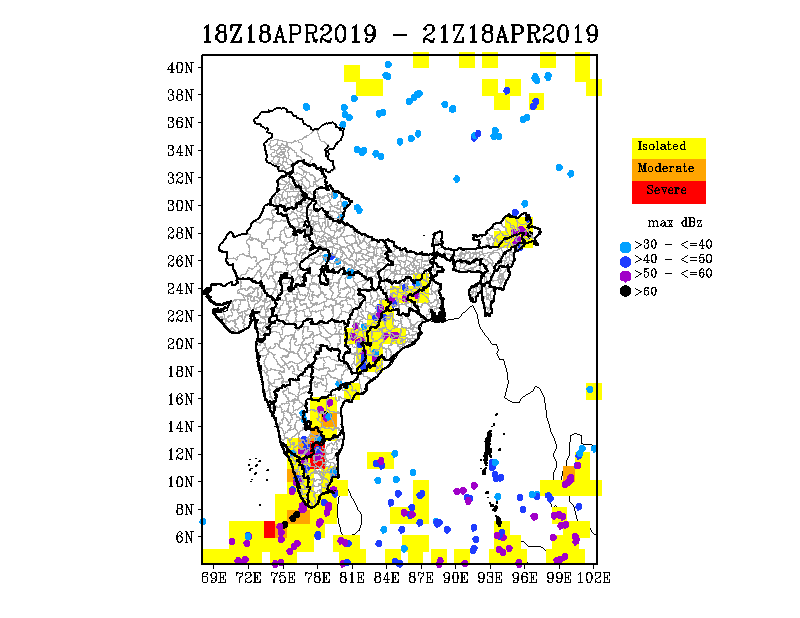 18Z18APR2019 - 21Z18APR2019
40N
38N
36N
34N
32N
30N
28N
26N
24N
22N
20N
18N
16N
14N
12N
10N
8N
6N
69E 72E 75E 78E 81E 84E 87E 90E 93E 96E 99E 102E
Isolated
Moderate
Severe
max dBz
>30 - <=40
>40 - <=50
>50 - <=60
>60